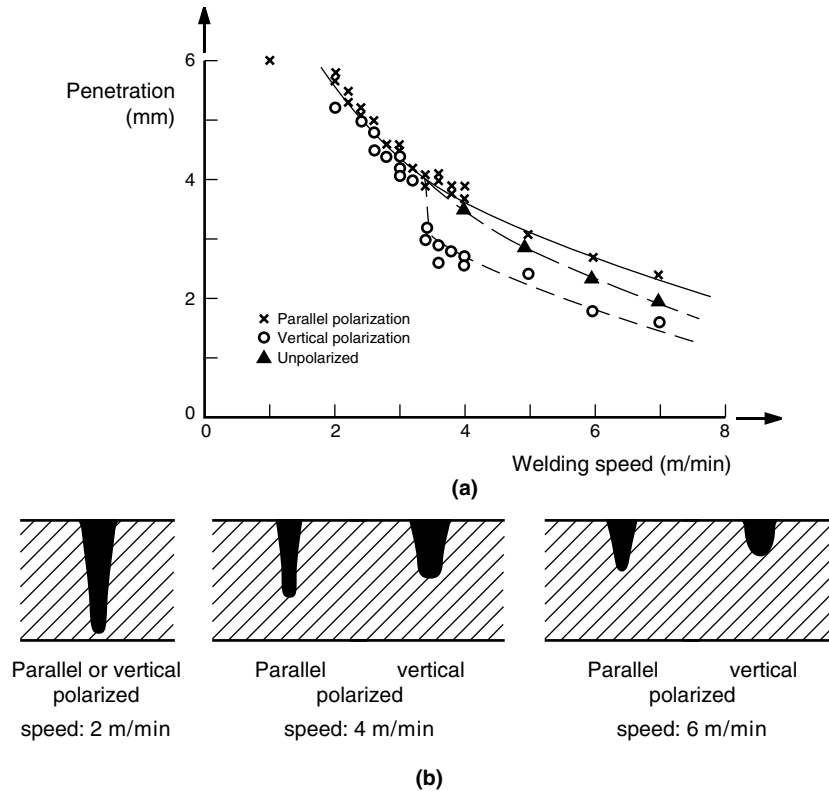 6
Penetration
(mm)
4
2
Parallel polarization
Vertical polarization
Unpolarized
0
0 2 4 6 8
Welding speed (m/min)
(a)
Parallel or vertical
polarized
speed: 2 m/min
Parallel vertical
polarized
speed: 4 m/min
Parallel vertical
polarized
speed: 6 m/min
(b)